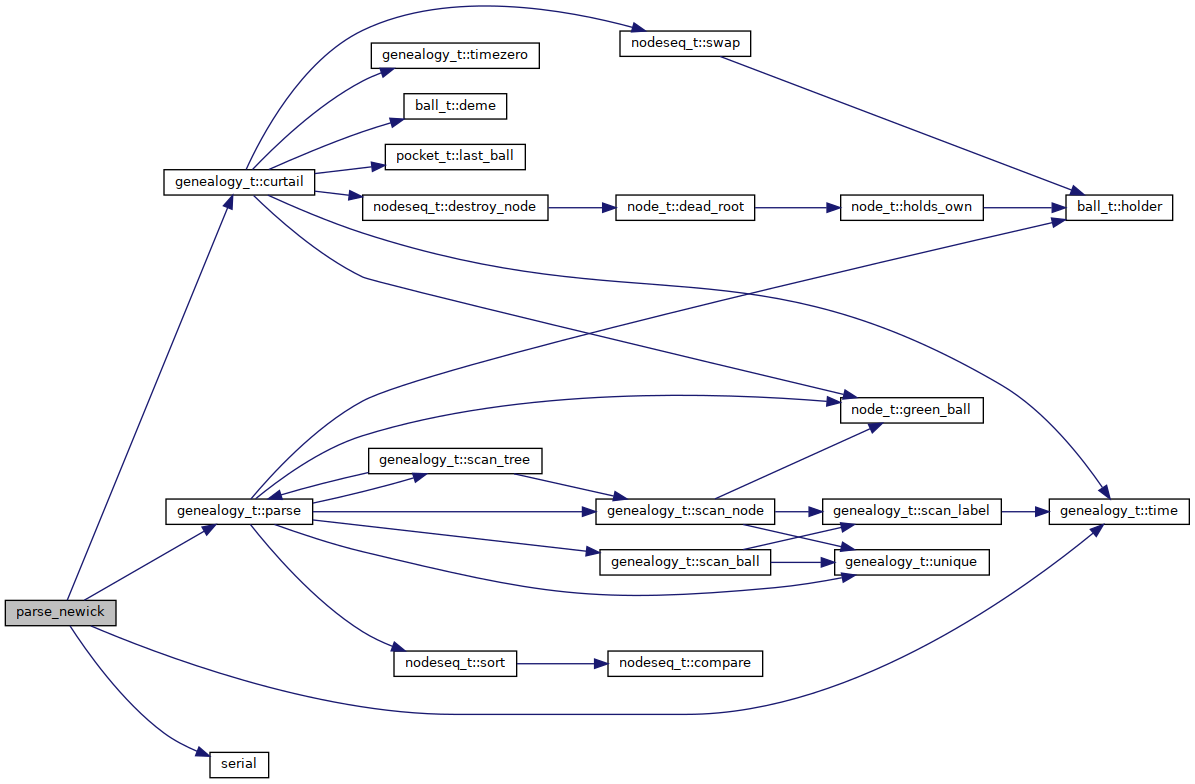 nodeseq_t::swap
genealogy_t::timezero
ball_t::deme
pocket_t::last_ball
genealogy_t::curtail
nodeseq_t::destroy_node
node_t::dead_root
node_t::holds_own
ball_t::holder
node_t::green_ball
genealogy_t::scan_tree
genealogy_t::parse
genealogy_t::scan_node
genealogy_t::scan_label
genealogy_t::time
genealogy_t::scan_ball
genealogy_t::unique
parse_newick
nodeseq_t::sort
nodeseq_t::compare
serial